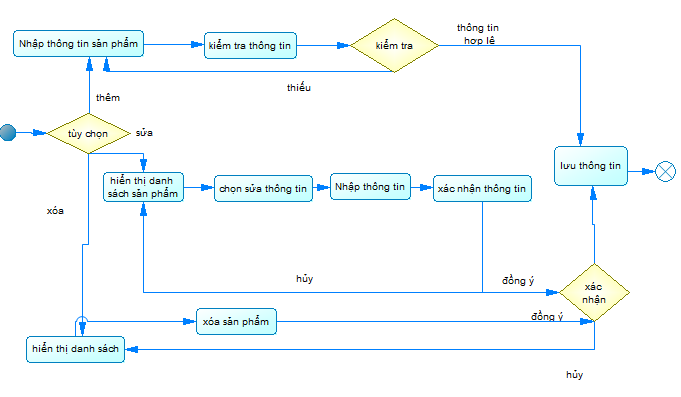 thông tin
hợp lệ
Nhập thông tin sản phẩm
kiểm tra thông tin
kiểm tra
thiếu
thêm
tùy chọn
sửa
lưu thông tin
hiển thị danh
sách sản phẩm
chọn sửa thông tin
Nhập thông tin
xác nhận thông tin
xóa
hủy
đồng ý
xác
nhận
xóa sản phẩm
đồng ý
hiển thị danh sách
hủy